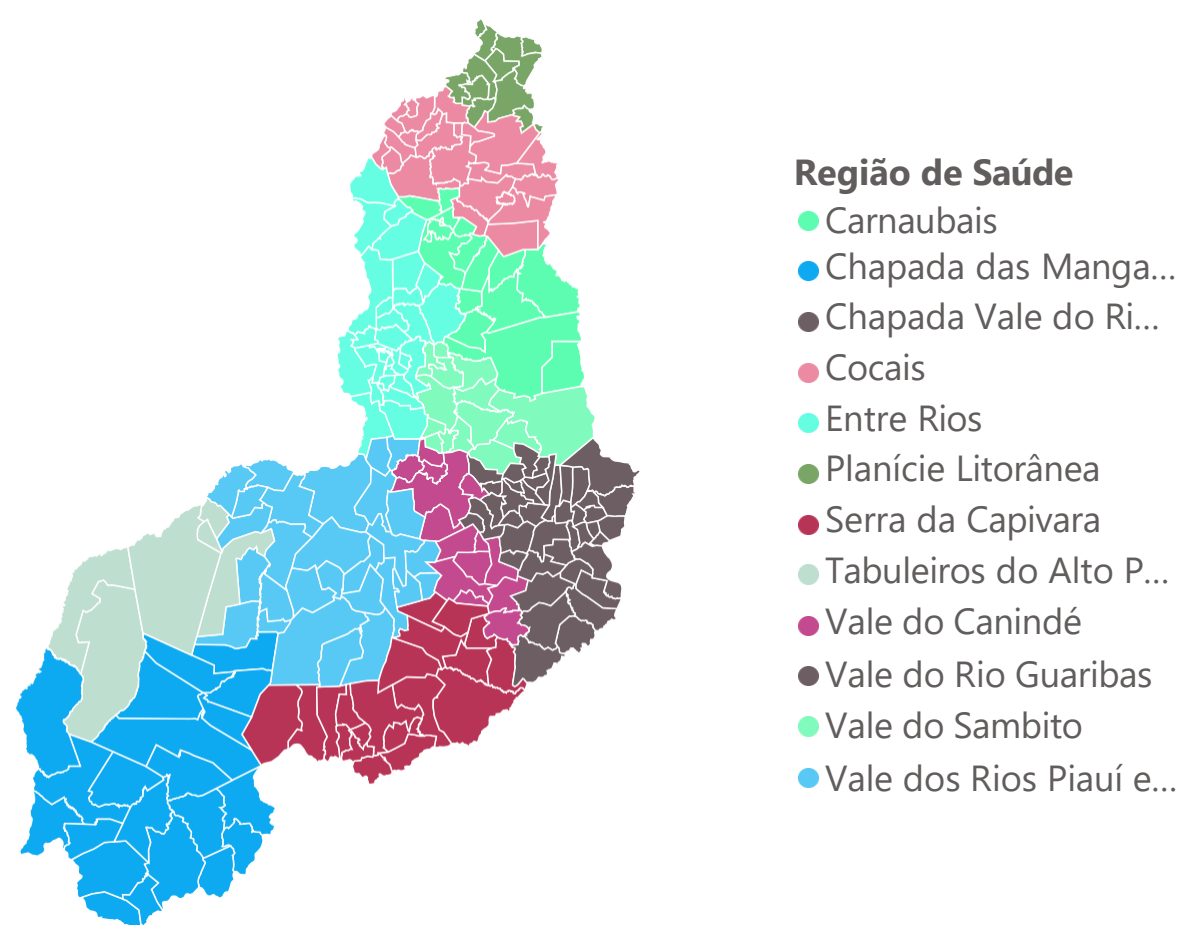 Região de Saúde
Carnaubais
Chapada das Manga...
Chapada Vale do Ri...
Cocais
Entre Rios
Planície Litorânea
Serra da Capivara
Tabuleiros do Alto P...
Vale do Canindé
Vale do Rio Guaribas
Vale do Sambito
Vale dos Rios Piauí e...